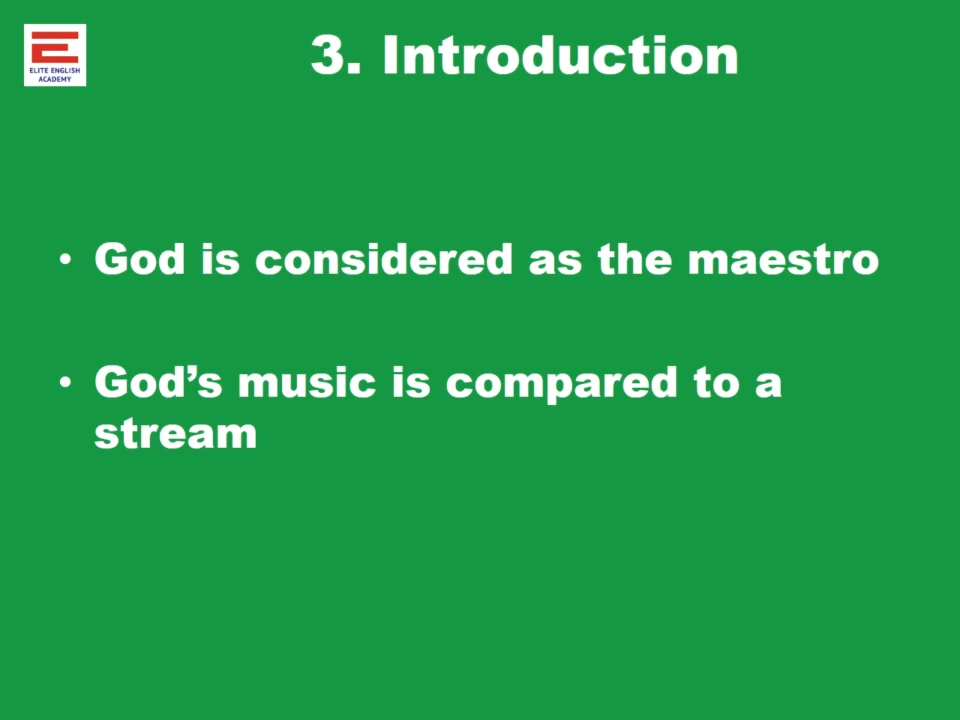 ELITE ENGLISH
ACADEMY
3. Introduction
• God is considered as the maestro
• God’s music is compared to a
stream